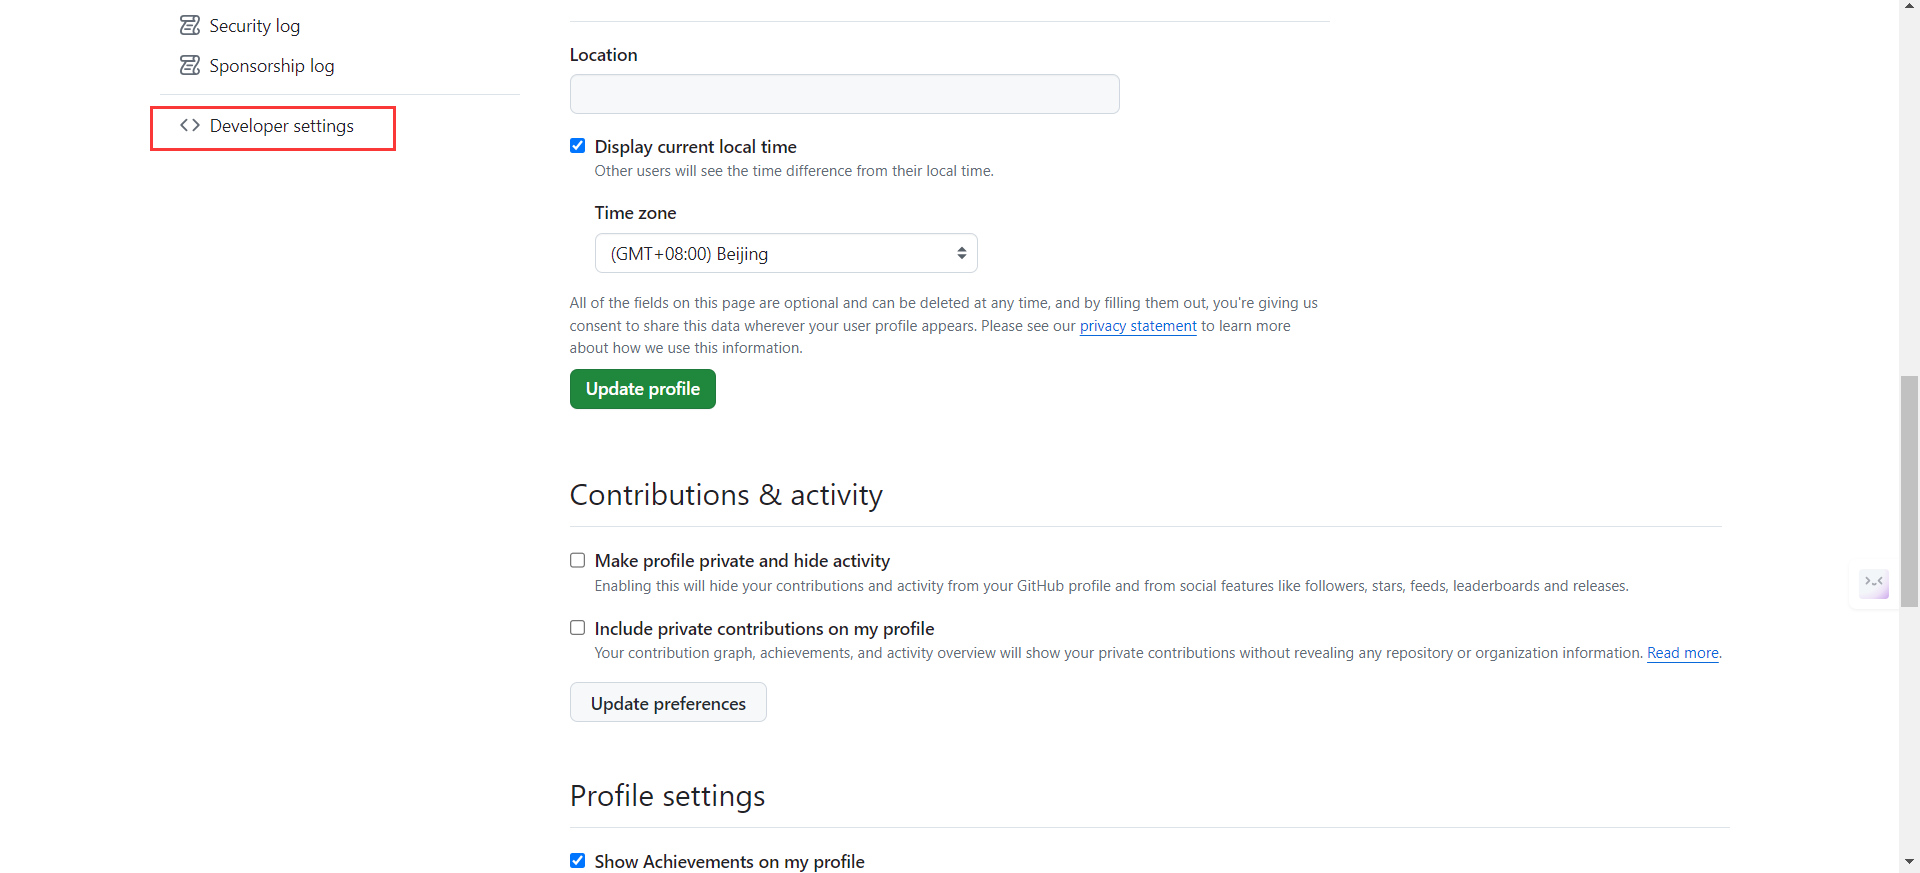 Security log
Sponsorship log
Developer settings
Location
Display current local time
Other users will see the time difference from their local time.
Time zone
(GMT+08:00) Beijing
All of the fields on this page are optional and can be deleted at any time, and by filling them out, you're giving us
consent to share this data wherever your user profile appears. Please see our privacy statement to learn more
about how we use this information.
Update profile
Contributions & activity
Make profile private and hide activity
Enabling this will hide your contributions and activity from your GitHub profile and from social features like followers, stars, feeds, leaderboards and releases.
Include private contributions on my profile
Your contribution graph, achievements, and activity overview will show your private contributions without revealing any repository or organization information. Read more.
Update preferences
Profile settings
Show Achievements on my profile